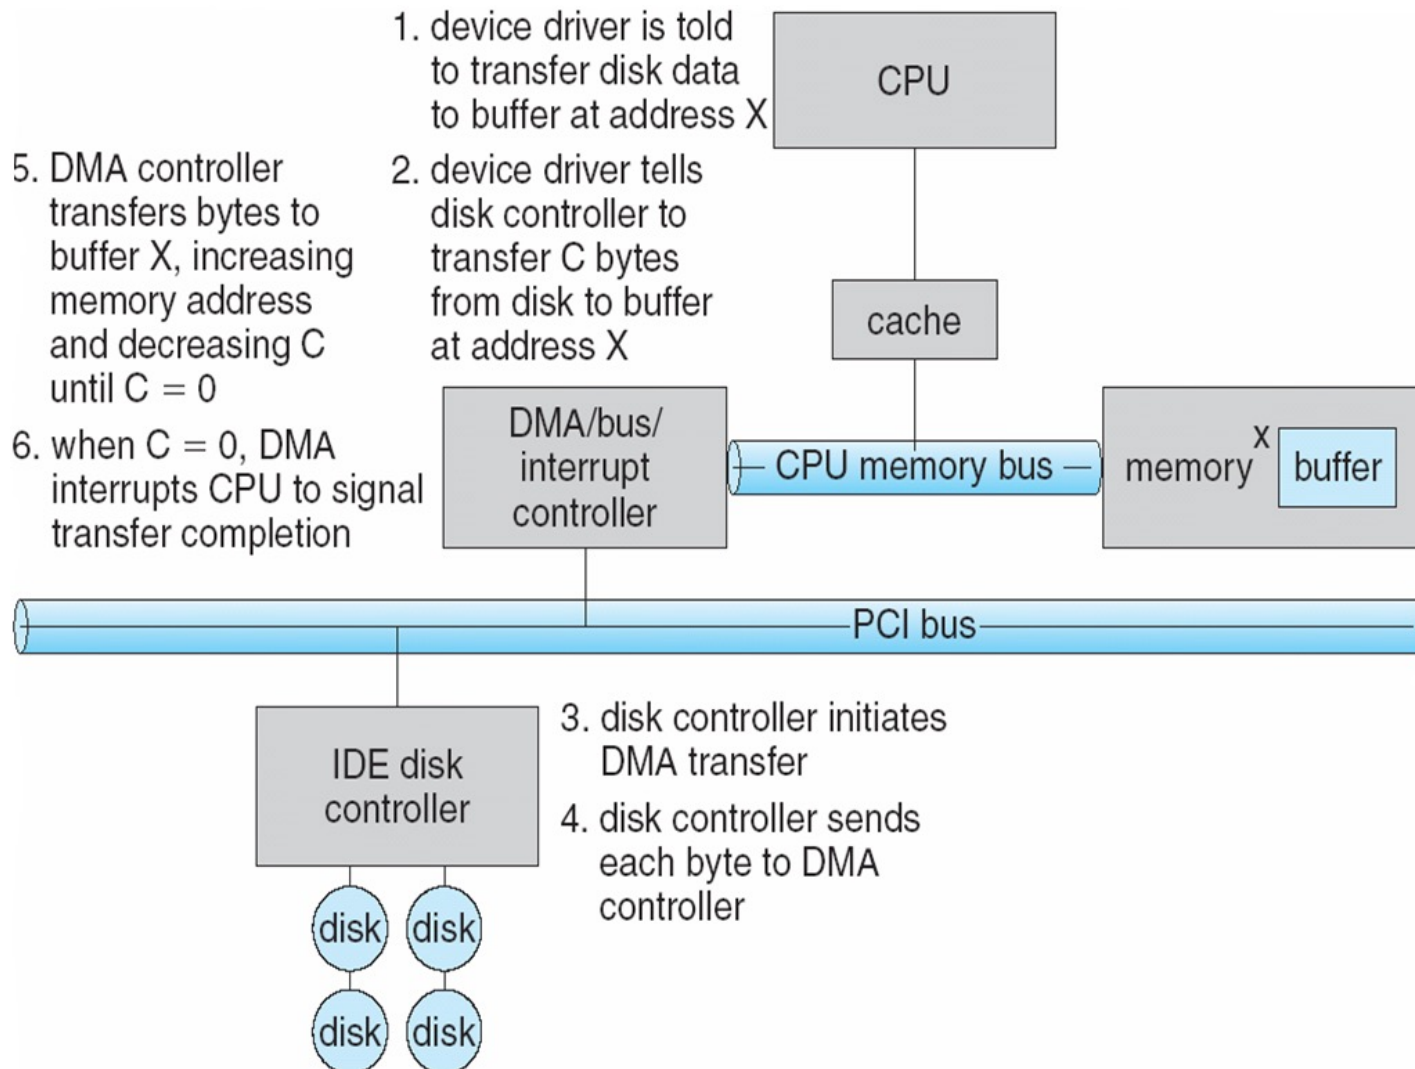 1. device driver is told
to transfer disk data
to buffer at address X
CPU
5. DMA controller
transfers bytes to
buffer X, increasing
memory address
and decreasing C
until C = 0
2. device driver tells
disk controller to
transfer C bytes
from disk to buffer
at address X
cache
6. when C = 0, DMA
interrupts CPU to signal
transfer completion
DMA/bus/
interrupt
controller
CPU memory bus
memory
X
buffer
PCI bus
IDE disk
controller
3. disk controller initiates
DMA transfer
4. disk controller sends
each byte to DMA
controller
disk
disk
disk
disk